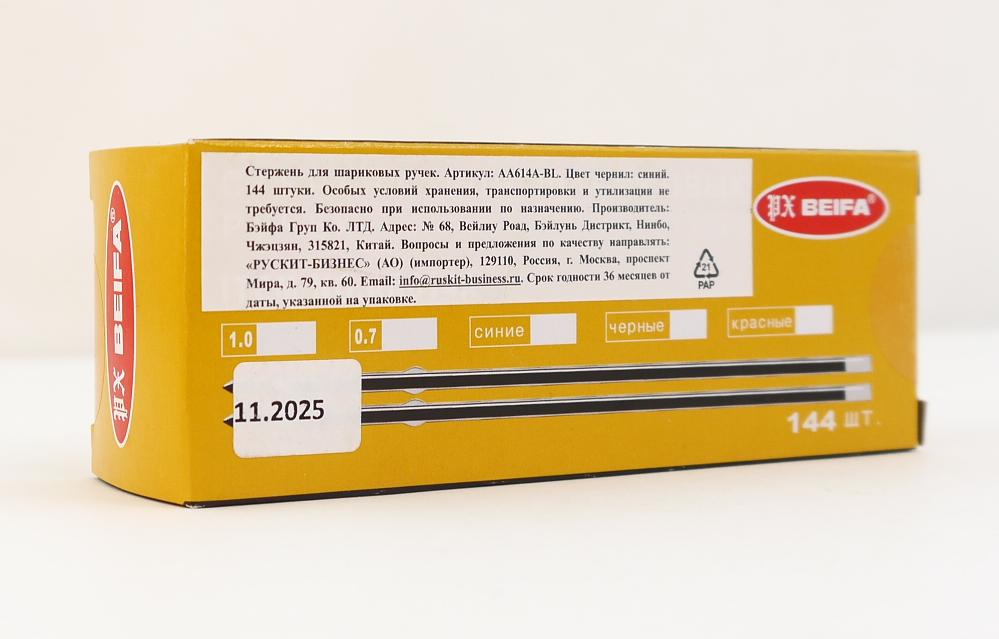 Стержень для шариковых ручек. Артикул: AA614A-BL. Цвет чернил: синий.
144 штуки. Особых условий хранения, транспортировки и утилизации не
требуется. Безопасно при использовании по назначению. Производитель:
Бэйфа Груп Ко. ЛТД. Адрес: № 68, Вейлиу Роад, Бэйлунь Дистрикт, Нинбо,
Чжэцзян, 315821, Китай. Вопросы и предложения по качеству направлять:
«РУСКИТ-БИЗНЕС» (АО) (импортер), 129110, Россия, г. Москва, проспект
Мира, д. 79, кв. 60. Email: info@ruskit-business.ru. Срок годности 36 месяцев от
даты, указанной на упаковке.
21
PAP
BEIFA®
BEIFA®
1.0
0.7
синие
черные
красные
11.2025
144 шт.